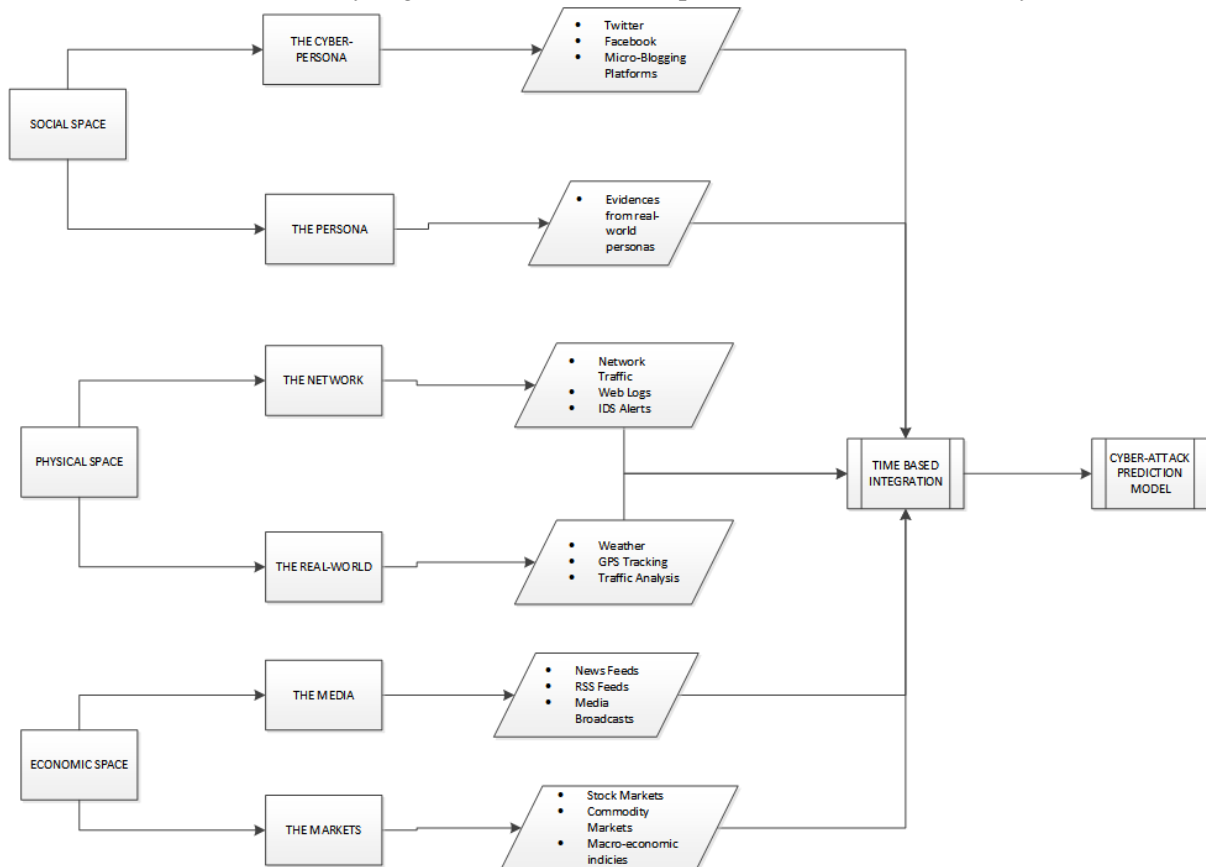 THE CYBER-
PERSONA
• Twitter
• Facebook
• Micro-Blogging
Platforms
SOCIAL SPACE
THE PERSONA
• Evidences
from real-
world
personas
THE NETWORK
• Network
Traffic
• Web Logs
• IDS Alerts
PHYSICAL SPACE
TIME BASED
INTEGRATION
CYBER-ATTACK
PREDICTION
MODEL
THE REAL-WORLD
• Weather
• GPS Tracking
• Traffic Analysis
THE MEDIA
• News Feeds
• RSS Feeds
• Media
Broadcasts
ECONOMIC SPACE
THE MARKETS
• Stock Markets
• Commodity
Markets
• Macro-economic
indicies